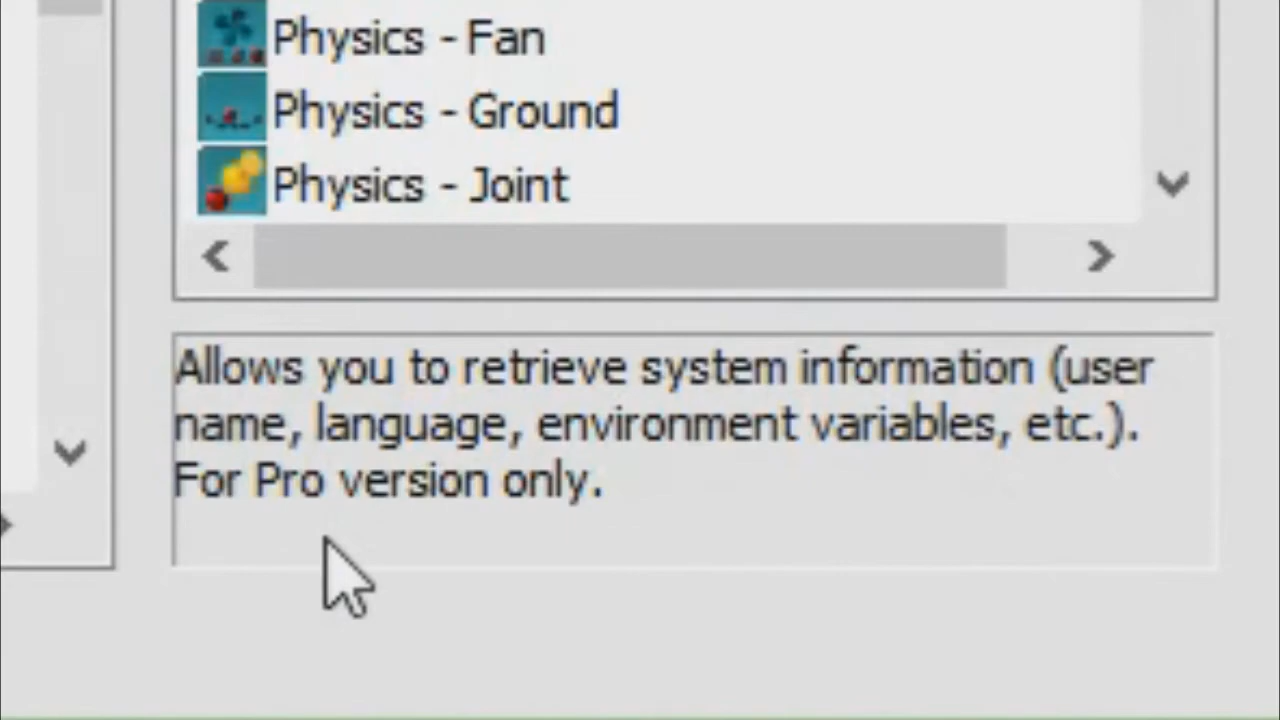 Physics - Fan
Physics - Ground
Physics - Joint
Allows you to retrieve system information (user
name, language, environment variables, etc.).
For Pro version only.